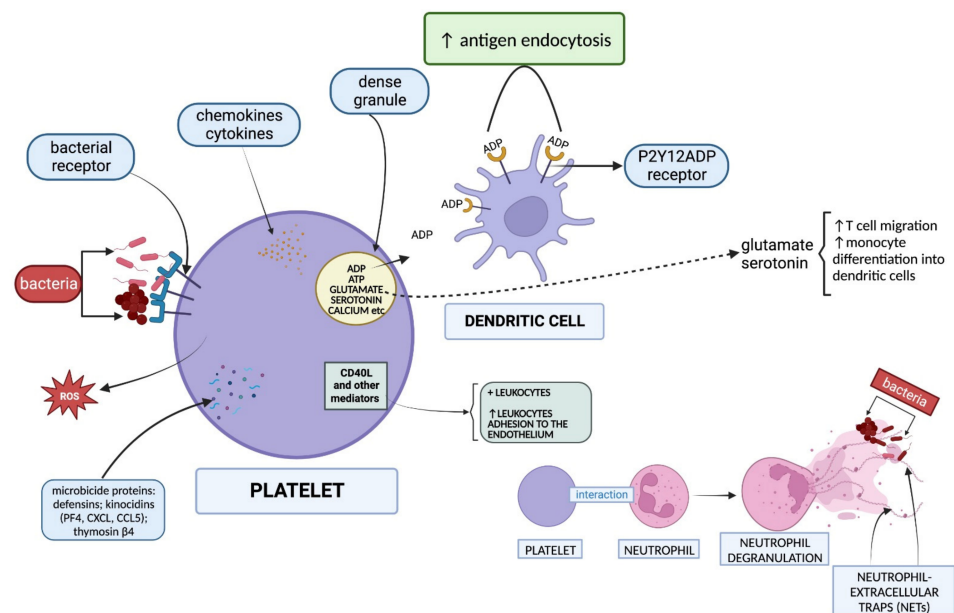 ↑ antigen endocytosis
dense
granule
chemokines
cytokines
bacterial
receptor
ADP
ADP
P2Y12ADP
receptor
ADP
ADP
bacteria
ADP
ATP
GLUTAMATE
SEROTONIN
CALCIUM etc
glutamate
serotonin
↑ T cell migration
↑ monocyte
differentiation into
dendritic cells
DENDRITIC CELL
ROS
CD40L
and other
mediators
+ LEUKOCYTES
↑LEUKOCYTES
ADHESION TO THE
ENDOTHELIUM
microbicide proteins:
defensins; kinocidins
(PF4, CXCL, CCL5);
thymosin β4
PLATELET
bacteria
interaction
PLATELET
NEUTROPHIL
NEUTROPHIL
DEGRANULATION
NEUTROPHIL-
EXTRACELLULAR
TRAPS (NETs)